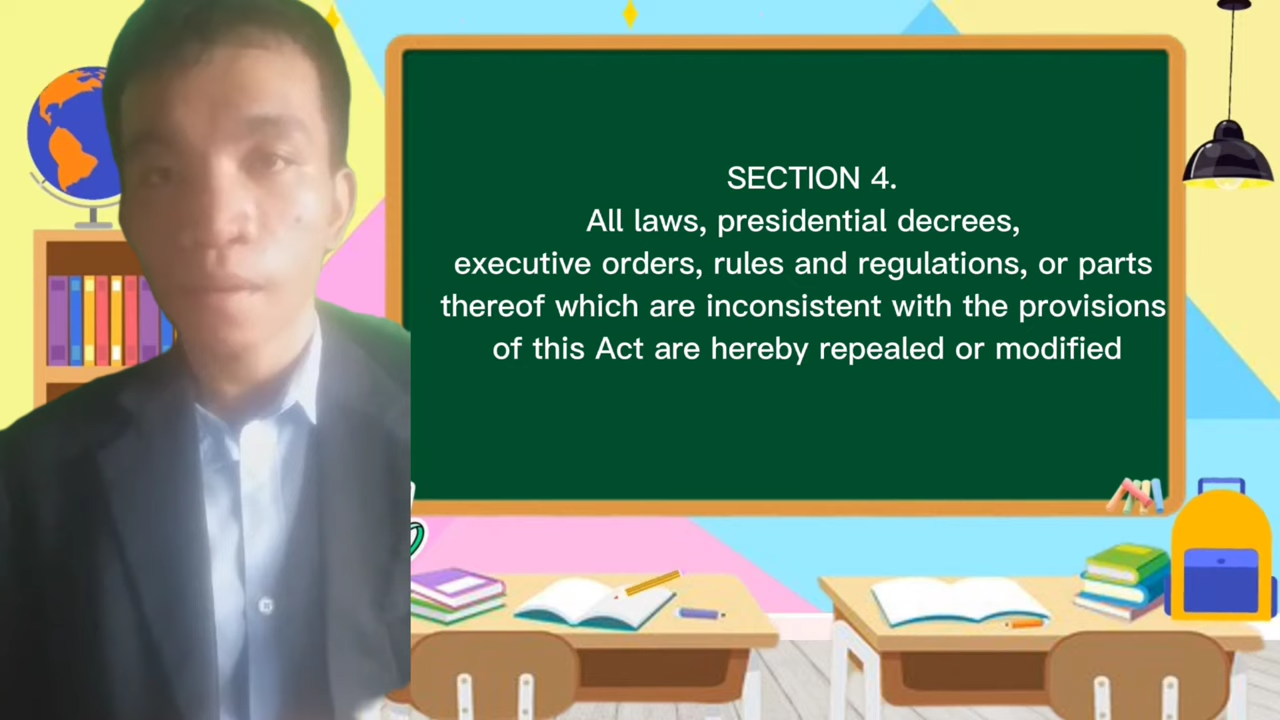 SECTION 4.
All laws, presidential decrees,
executive orders, rules and regulations, or parts
thereof which are inconsistent with the provisions
of this Act are hereby repealed or modified